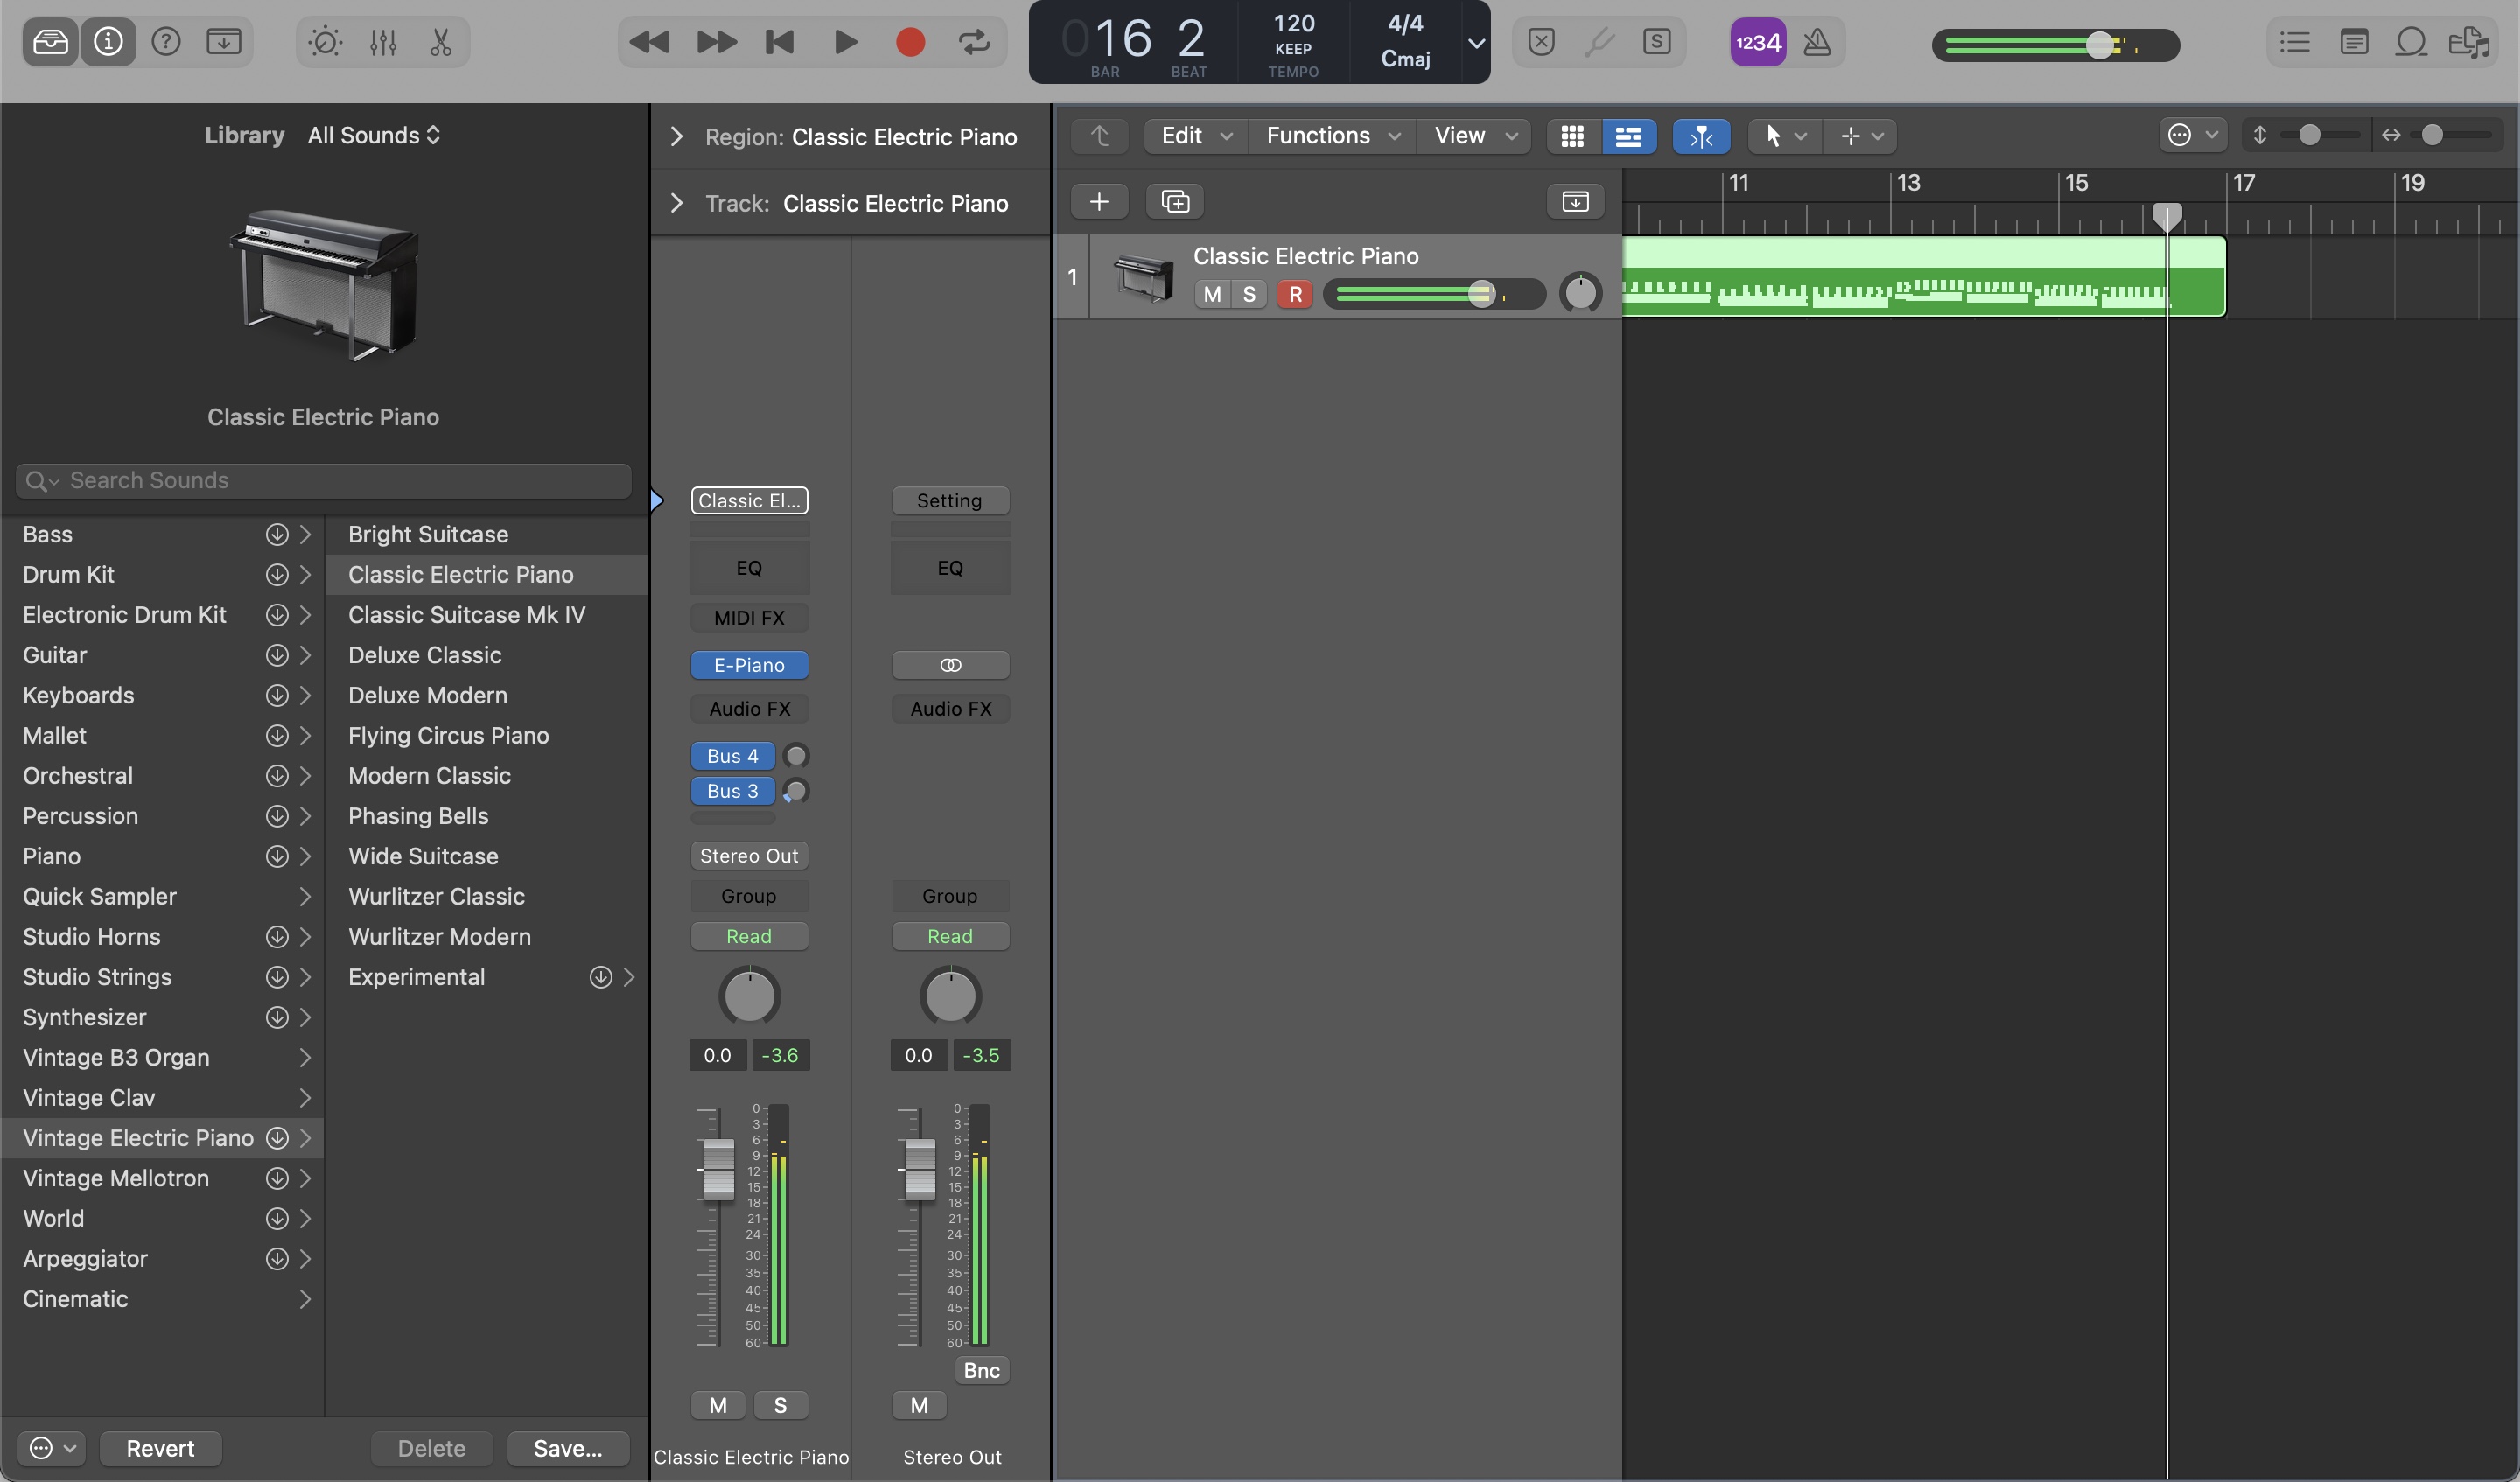 016 2
BAR BEAT
120
KEEP
TEMPO
4/4
Cmaj
S
1234
Library All Sounds
Classic Electric Piano
Search Sounds
Bass
Drum Kit
Electronic Drum Kit
Guitar
Keyboards
Mallet
Orchestral
Percussion
Piano
Quick Sampler
Studio Horns
Studio Strings
Synthesizer
Vintage B3 Organ
Vintage Clav
Vintage Electric Piano
Vintage Mellotron
World
Arpeggiator
Cinematic
Bright Suitcase
Classic Electric Piano
Classic Suitcase Mk IV
Deluxe Classic
Deluxe Modern
Flying Circus Piano
Modern Classic
Phasing Bells
Wide Suitcase
Wurlitzer Classic
Wurlitzer Modern
Experimental
Revert Delete Save...
Region: Classic Electric Piano
Track: Classic Electric Piano
Classic El...
EQ
MIDI FX
E-Piano
Audio FX
Bus 4
Bus 3
Stereo Out
Group
Read
0.0 -3.6
0
3
6
9
12
15
18
21
24
30
35
40
45
50
60
M S
Classic Electric Piano
Setting
EQ
Audio FX
Group
Read
0.0 -3.5
0
3
6
9
12
15
18
21
24
30
35
40
45
50
60
Bnc
M
Stereo Out
Edit Functions View
11 13 15 17 19
1
Classic Electric Piano
M S R